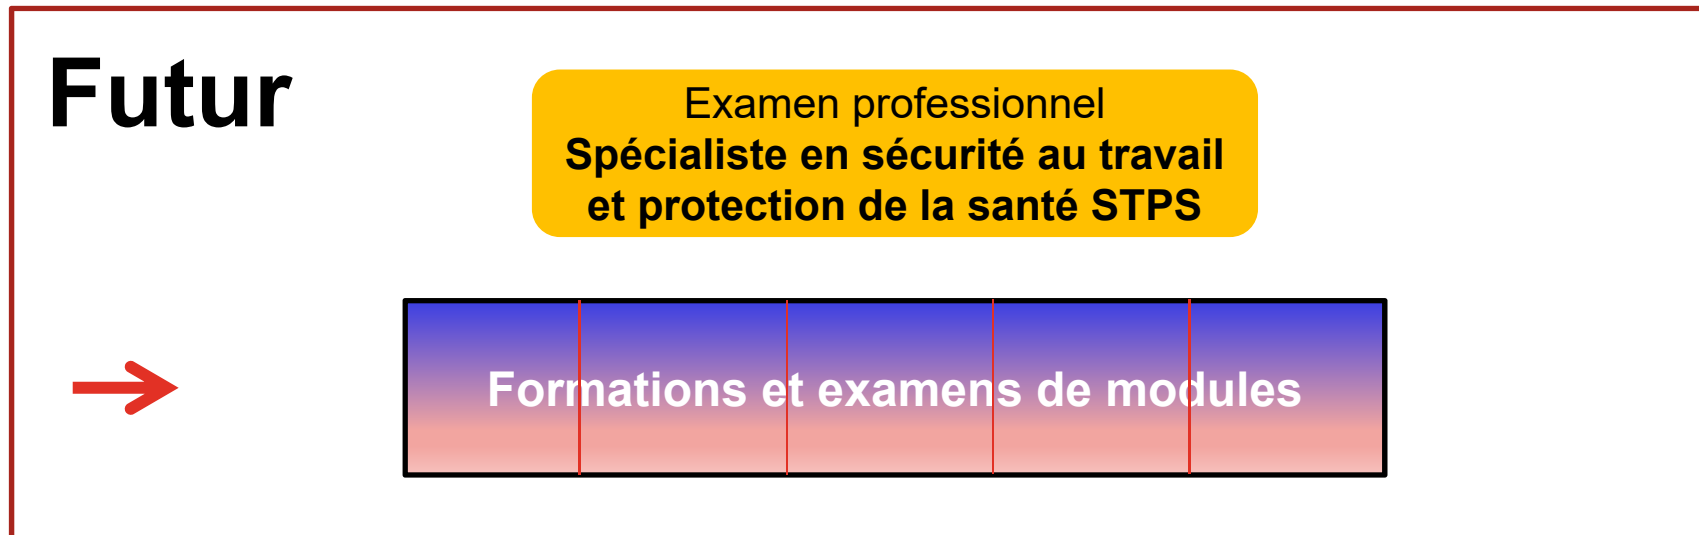 Futur
Examen professionnel
Spécialiste en sécurité au travail
et protection de la santé STPS
Formations et examens de modules